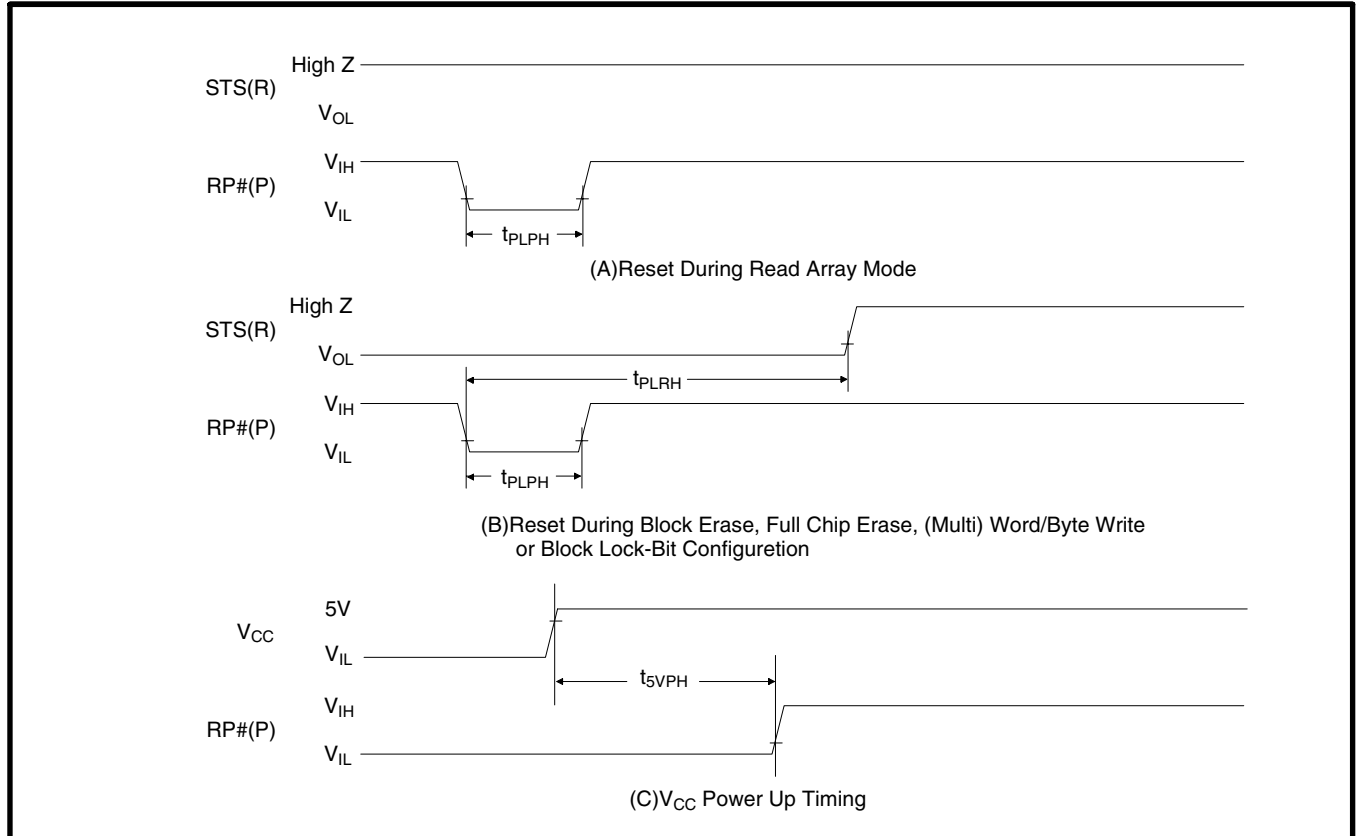 High Z
STS(R)
VOL
VIH
RP#(P)
VIL
tPLPH
(A)Reset During Read Array Mode
High Z
STS(R)
VOL
tPLRH
VIH
RP#(P)
VIL
tPLPH
(B)Reset During Block Erase, Full Chip Erase, (Multi) Word/Byte Write
or Block Lock-Bit Configuretion
5V
VCC
VIL
t5VPH
VIH
RP#(P)
VIL
(C)VCC Power Up Timing